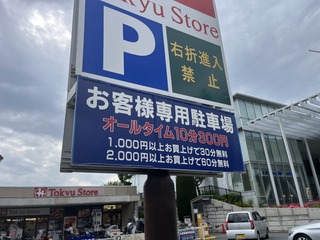 Tokyu Store
P
右折進入
禁止
お客様専用駐車場
オールタイム10分300円
1,000円以上お買上げで30分無料
2,000円以上お買上げで60分無料
Tokyu Store